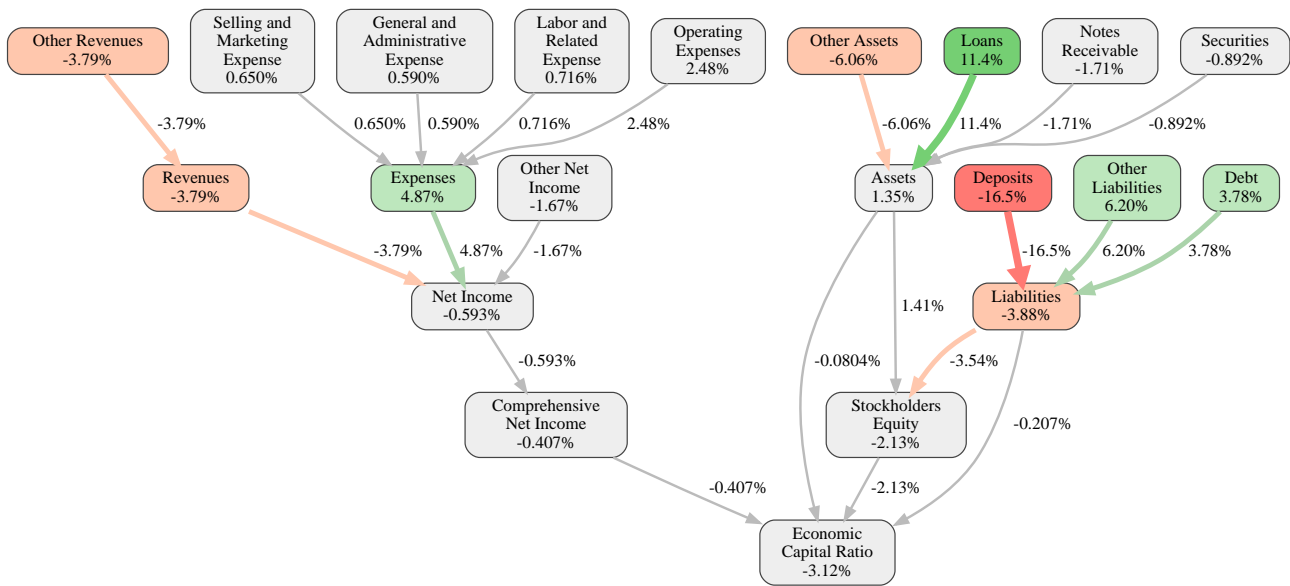 Other Revenues
-3.79%
Selling and
Marketing
Expense
0.650%
General and
Administrative
Expense
0.590%
Labor and
Related
Expense
0.716%
Operating
Expenses
2.48%
Other Assets
-6.06%
Loans
11.4%
Notes
Receivable
-1.71%
Securities
-0.892%
-3.79%
0.650%
0.590%
0.716%
2.48%
-6.06%
11.4%
-1.71%
-0.892%
Revenues
-3.79%
Expenses
4.87%
Other Net
Income
-1.67%
Assets
1.35%
Deposits
-16.5%
Other
Liabilities
6.20%
Debt
3.78%
-3.79%
4.87%
-1.67%
-16.5%
6.20%
3.78%
Net Income
-0.593%
1.41%
Liabilities
-3.88%
-0.593%
-0.0804%
-3.54%
Comprehensive
Net Income
-0.407%
Stockholders
Equity
-2.13%
-0.207%
-0.407%
-2.13%
Economic
Capital Ratio
-3.12%